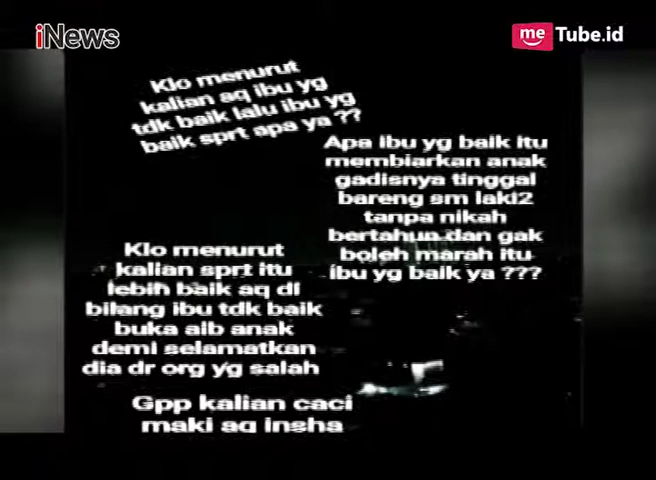 iNews
me Tube.id
Klo menurut
kalian aq ibu yg
tdk baik lalu ibu yg
baik sprt apa ya ??
Apa ibu yg baik itu
membiarkan anak
gadisnya tinggal
bareng sm laki2
tanpa nikah
bertahun dan gak
boleh marah itu
ibu yg baik ya ???
Klo menurut
kalian sprt itu
lebih baik aq di
bilang ibu tdk baik
buka aib anak
demi selamatkan
dia dr org yg salah
Gpp kalian caci
maki aq insha